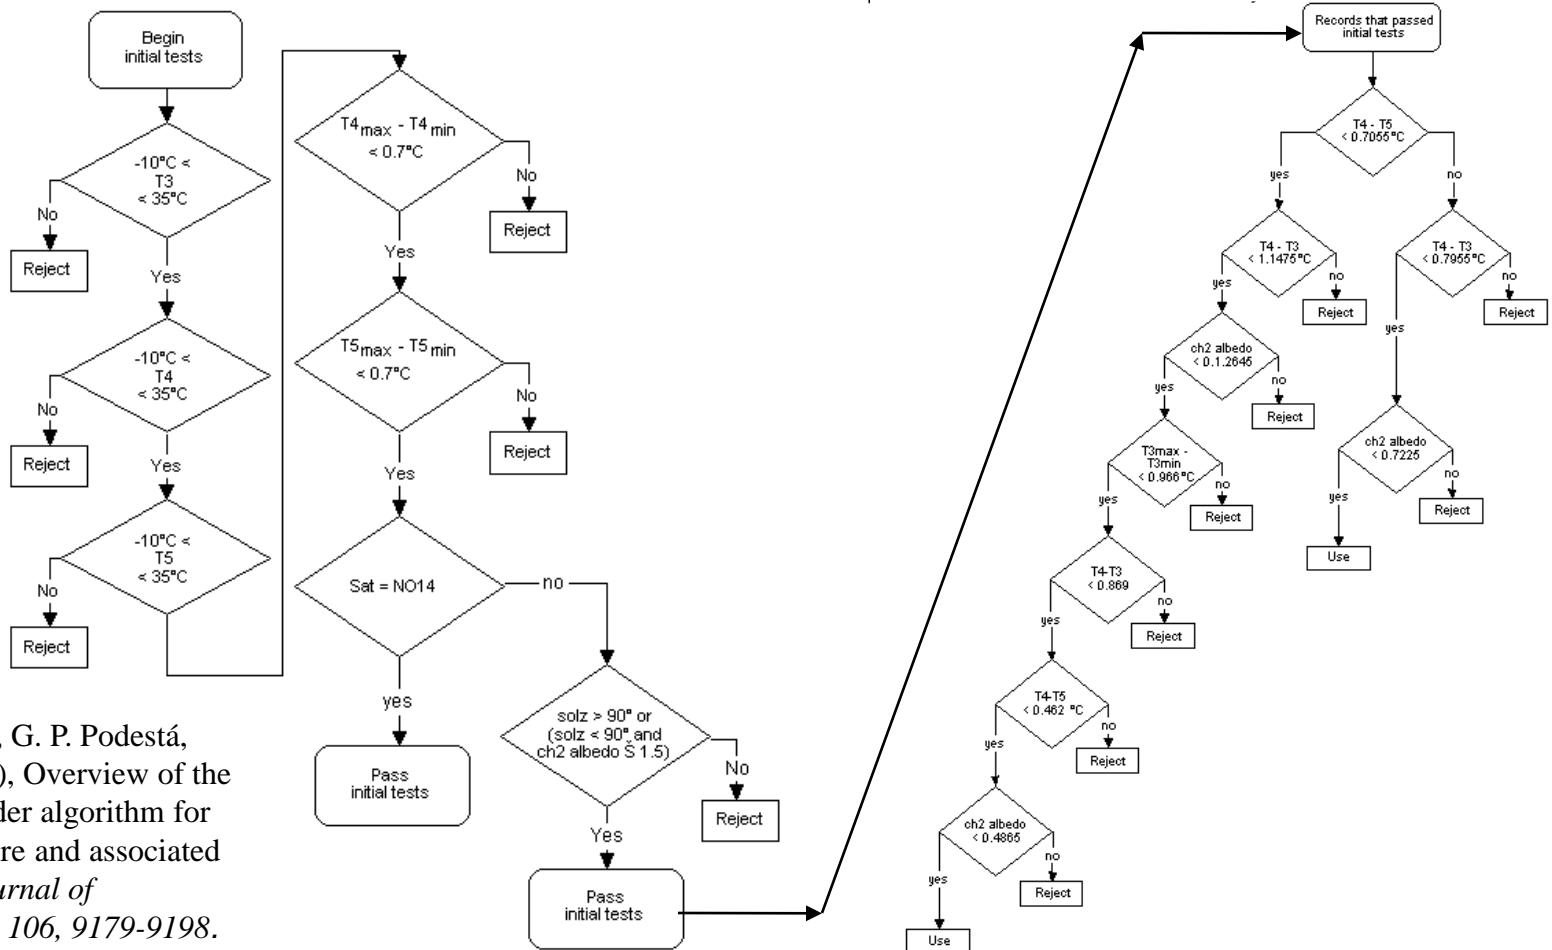 Begin
initial tests
-10°C <
T3
< 35°C
No
Reject
Yes
-10°C <
T4
< 35°C
No
Reject
Yes
-10°C <
T5
< 35°C
No
Reject
T4max - T4min
< 0.7°C
No
Reject
Yes
T5max - T5min
< 0.7°C
No
Reject
Yes
Sat = NO14
no
yes
Pass
initial tests
solz > 90° or
(solz < 90° and
ch2 albedo Š 1.5)
No
Reject
Yes
Pass
initial tests
, G. P. Podestá,
), Overview of the
der algorithm for
re and associated
urnal of
106, 9179-9198.
Records that passed
initial tests
T4 - T5
< 0.7055°C
yes
no
T4 - T3
< 1.1475°C
no
Reject
yes
T4 - T3
< 0.7955°C
no
Reject
yes
ch2 albedo
< 0.1.2645
no
Reject
yes
T3max -
T3min
< 0.966°C
no
Reject
yes
ch2 albedo
< 0.7225
no
Reject
yes
Use
T4-T3
< 0.869
no
Reject
yes
T4-T5
< 0.462 °C
no
Reject
yes
ch2 albedo
< 0.4865
no
Reject
yes
Use